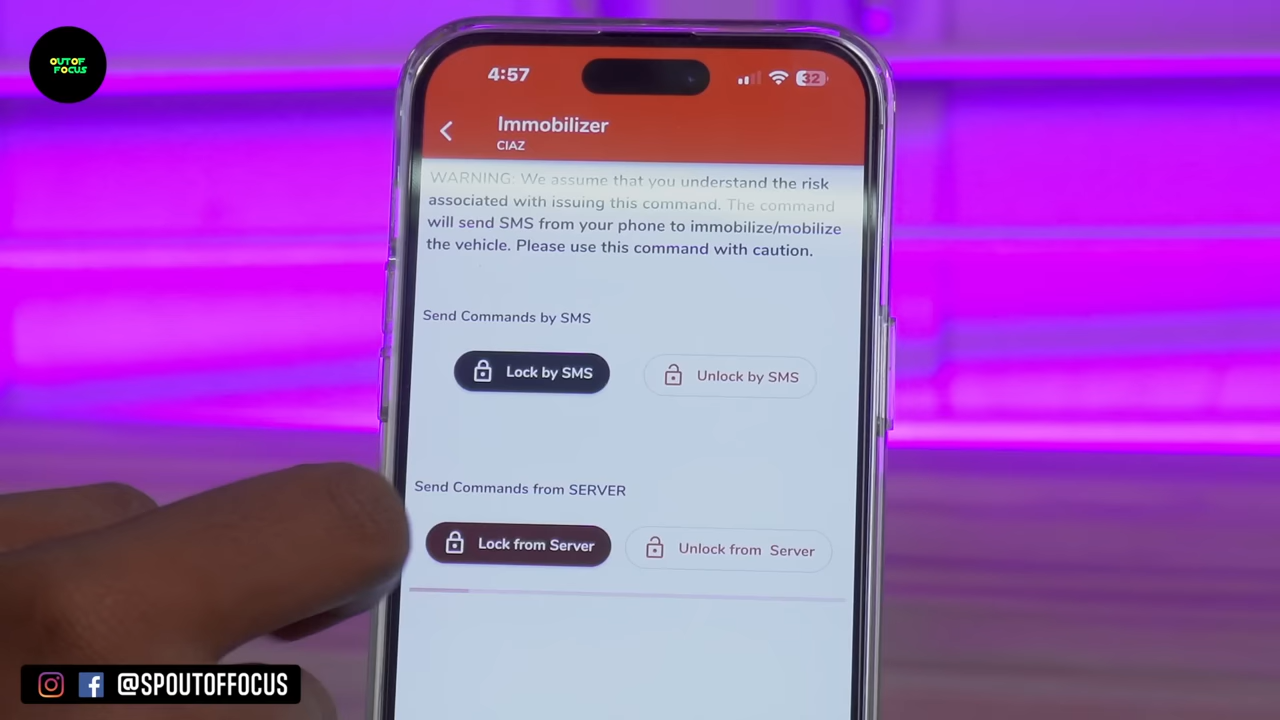 OUT OF
FOCUS
4:57
32
Immobilizer
CIAZ
WARNING: We assume that you understand the risk
associated with issuing this command. The command
will send SMS from your phone to immobilize/mobilize
the vehicle. Please use this command with caution.
Send Commands by SMS
Lock by SMS
Unlock by SMS
Send Commands from SERVER
Lock from Server
Unlock from Server
@SPOUTOFFOCUS